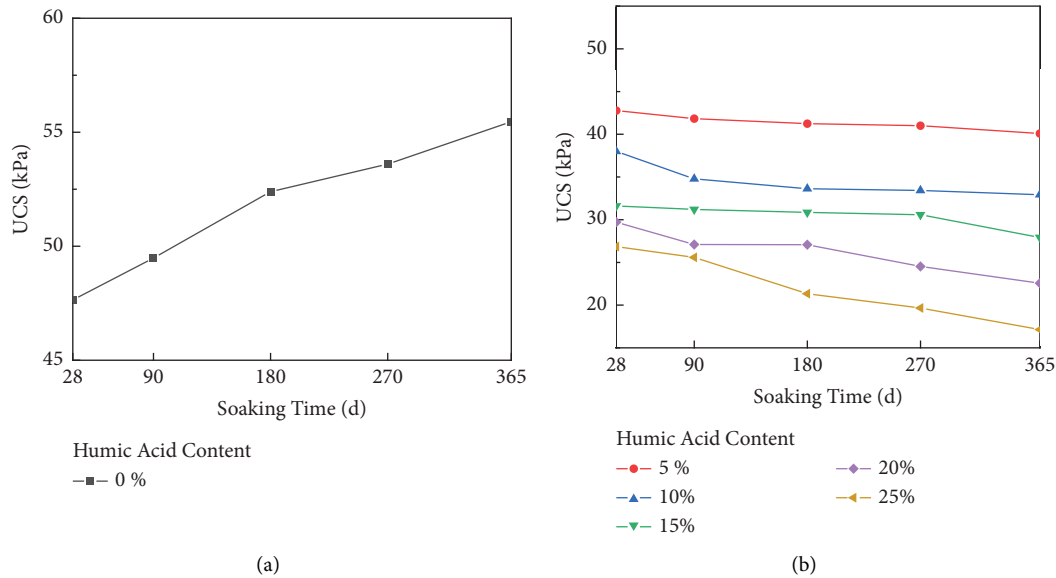 60
55
50
45
UCS (kPa)
28 90 180 270 365
Soaking Time (d)
Humic Acid Content
0 %
(a)
50
40
30
20
UCS (kPa)
28 90 180 270 365
Soaking Time (d)
Humic Acid Content
5 % 20%
10% 25%
15%
(b)